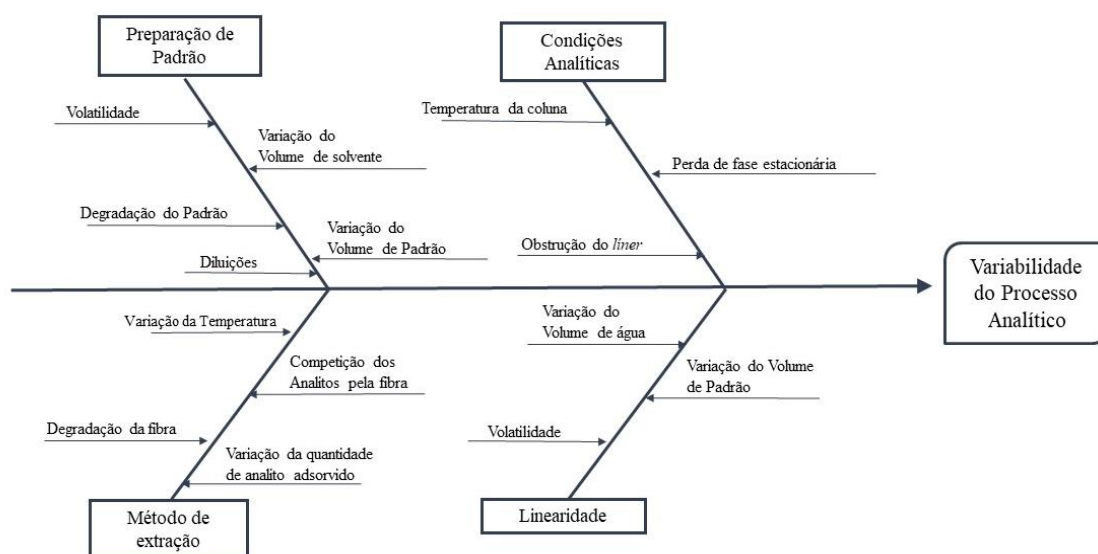 Preparação de
Padrão
Condições
Analíticas
Volatilidade
Temperatura da coluna
Variação do
Volume de solvente
Perda de fase estacionária
Degradação do Padrão
Variação do
Volume de Padrão
Obstrução do líner
Diluições
Variabilidade
do Processo
Analítico
Variação da Temperatura
Variação do
Volume de água
Competição dos
Analitos pela fibra
Variação do Volume
de Padrão
Degradação da fibra
Volatilidade
Variação da quantidade
de analito adsorvido
Método de
extração
Linearidade